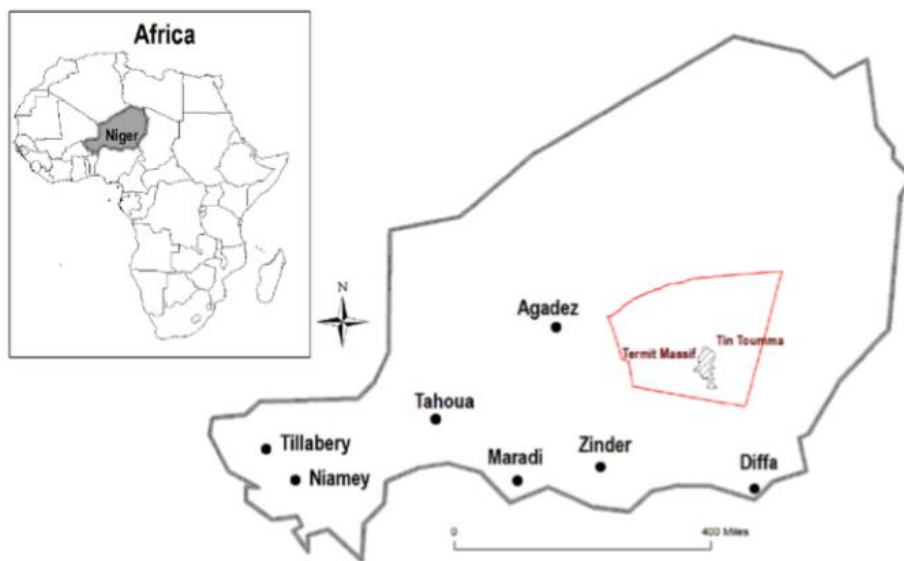 Africa
Niger
N
Agadez
Tin Toumma
Termit Massif
Tahoua
Tillabery
Niamey
Maradi
Zinder
Diffa
0
400 Miles